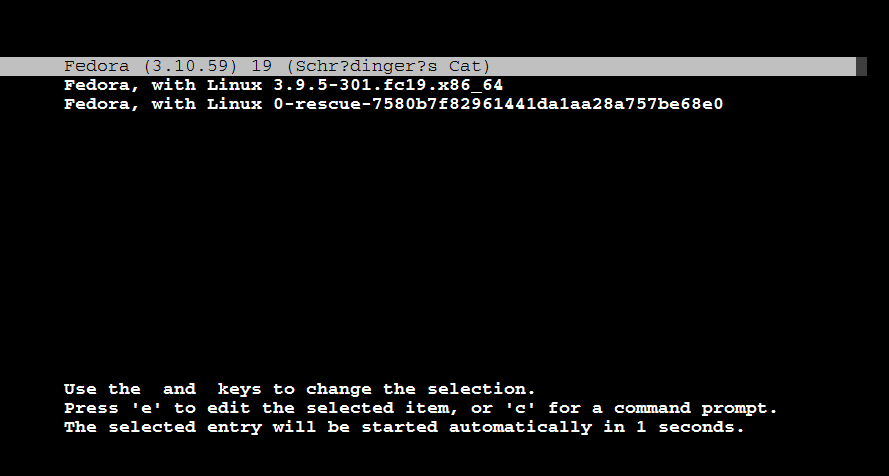 Fedora (3.10.59) 19 (Schr?dinger?s Cat)
Fedora, with Linux 3.9.5-301.fc19.x86_64
Fedora, with Linux 0-rescue-7580b7f82961441da1aa28a757be68e0
Use the  and  keys to change the selection.
Press 'e' to edit the selected item, or 'c' for a command prompt.
The selected entry will be started automatically in 1 seconds.